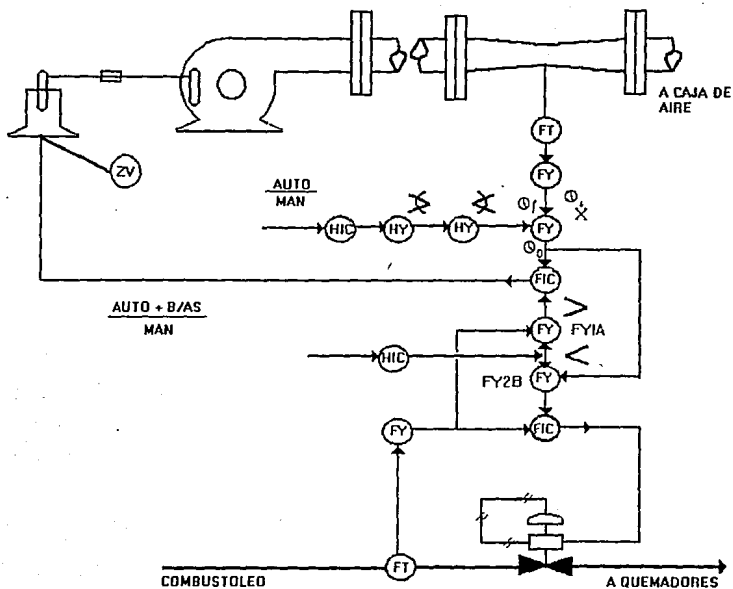 A CAJA DE
AIRE
FT
ZV
FY
AUTO
MAN
HIC
HY
HY
FY
FIC
AUTO + B/AS
MAN
>
FY
FY1A
<
HIC
FY2B
FY
FY
FIC
COMBUSTOLEO
FT
A QUEMADORES